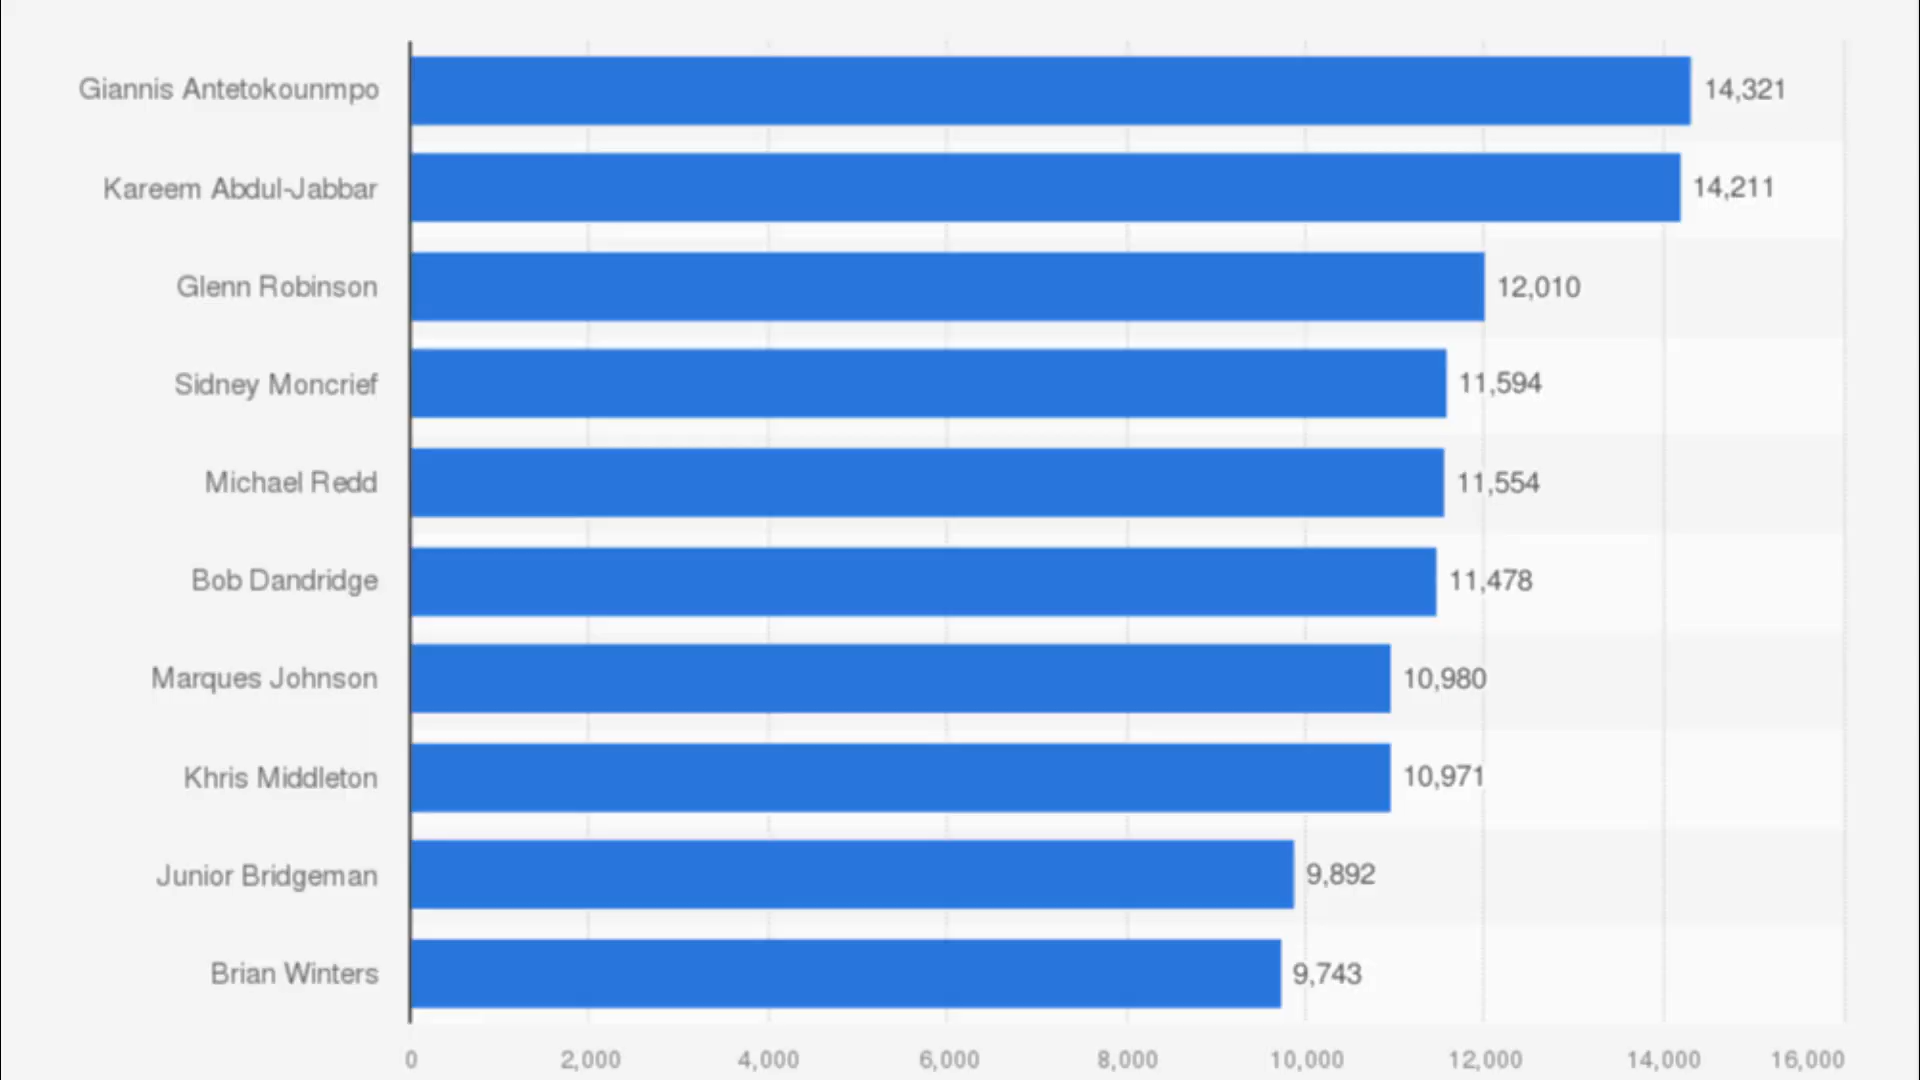 Giannis Antetokounmpo 14,321
Kareem Abdul-Jabbar 14,211
Glenn Robinson 12,010
Sidney Moncrief 11,594
Michael Redd 11,554
Bob Dandridge 11,478
Marques Johnson 10,980
Khris Middleton 10,971
Junior Bridgeman 9,892
Brian Winters 9,743
0 2,000 4,000 6,000 8,000 10,000 12,000 14,000 16,000